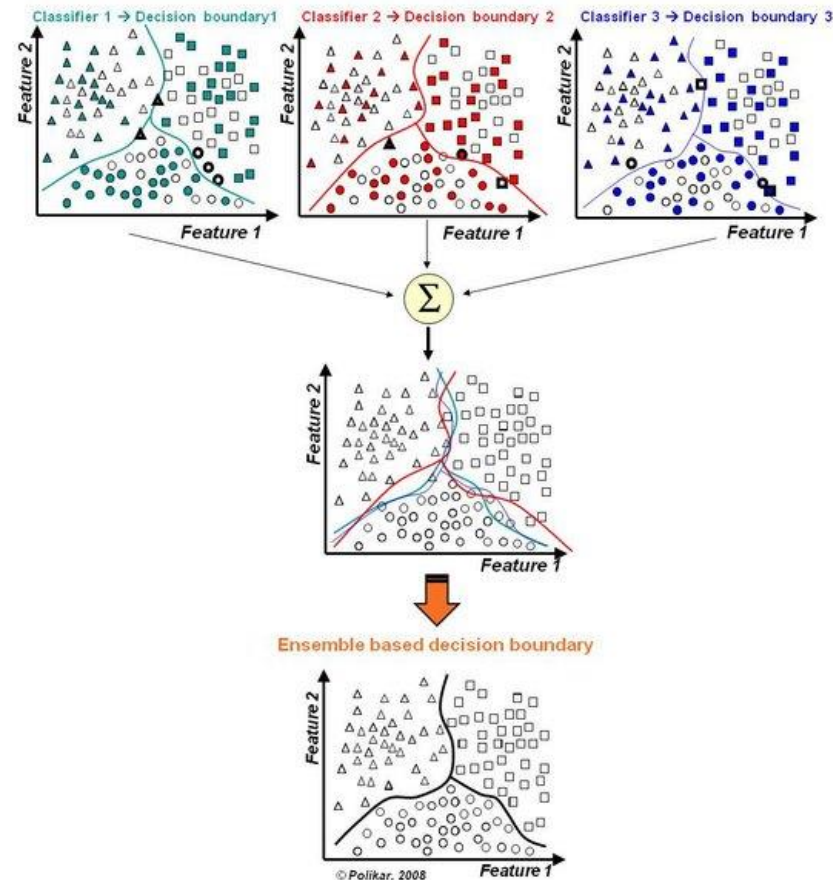 Classifier 1 → Decision boundary1
Classifier 2 → Decision boundary 2
Classifier 3 → Decision boundary 3
Feature 2
Feature 2
Feature 2
Feature 1
Feature 1
Feature 1
Σ
Feature 2
Feature 1
Ensemble based decision boundary
Feature 2
Feature 1
© Polikar, 2008